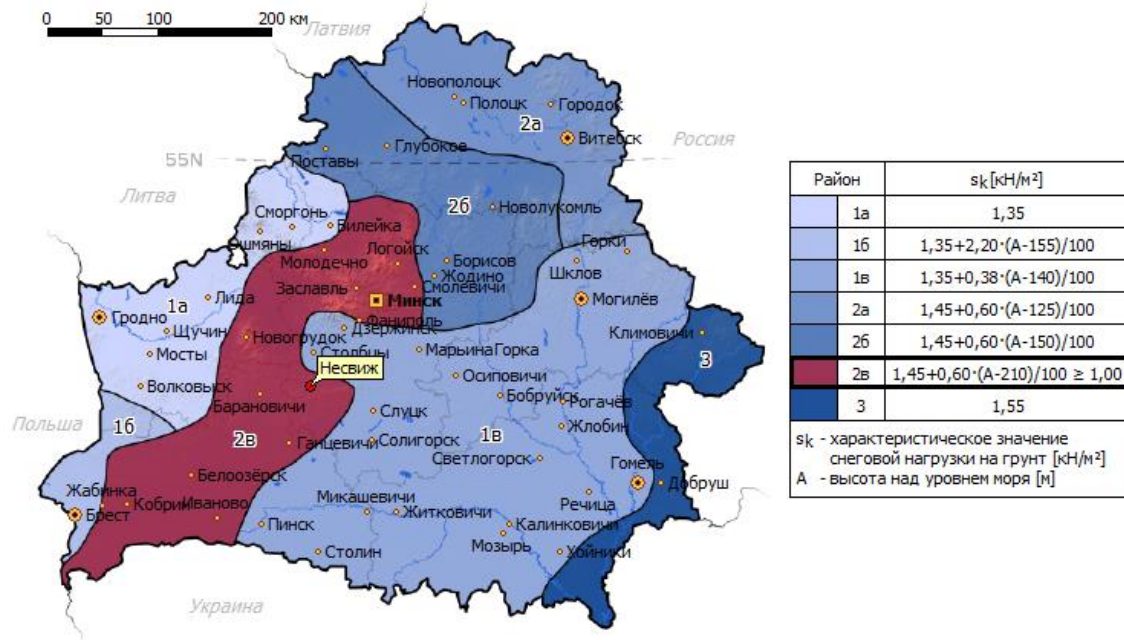 0 50 100 200 км
Латвия
Новополоцк
Полоцк
Городок
2а
Витебск
Россия
55N
Глубокое
Поставы
Литва
2б
Новолукомль
Сморгонь
Вилейка
Ошмяны
Горки
Логойск
Молодечно
Борисов
Шклов
Жодино
Заславль
Смолевичи
1а
Лида
Минск
Могилёв
Гродно
Фаниполь
Щучин
Дзержинск
Новогрудок
Климовичи
Мосты
Столбцы
Марьина Горка
3
Несвиж
Осиповичи
Волковыск
Барановичи
Бобруйск
Рогачёв
Польша
1б
Слуцк
Жлобин
2в
Ганцевичи
Солигорск
1в
Светлогорск
Белоозёрск
Гомель
Добруш
Жабинка
Кобрин
Иваново
Микашевичи
Речица
Брест
Пинск
Житковичи
Калинковичи
Мозырь
Столин
Хойники
Украина
Район sk[кН/м²]
1а 1,35
1б 1,35+2,20·(А-155)/100
1в 1,35+0,38·(А-140)/100
2а 1,45+0,60·(А-125)/100
2б 1,45+0,60·(А-150)/100
2в 1,45+0,60·(А-210)/100 ≥ 1,00
3 1,55
sk - характеристическое значение
снеговой нагрузки на грунт [кН/м²]
А - высота над уровнем моря [м]